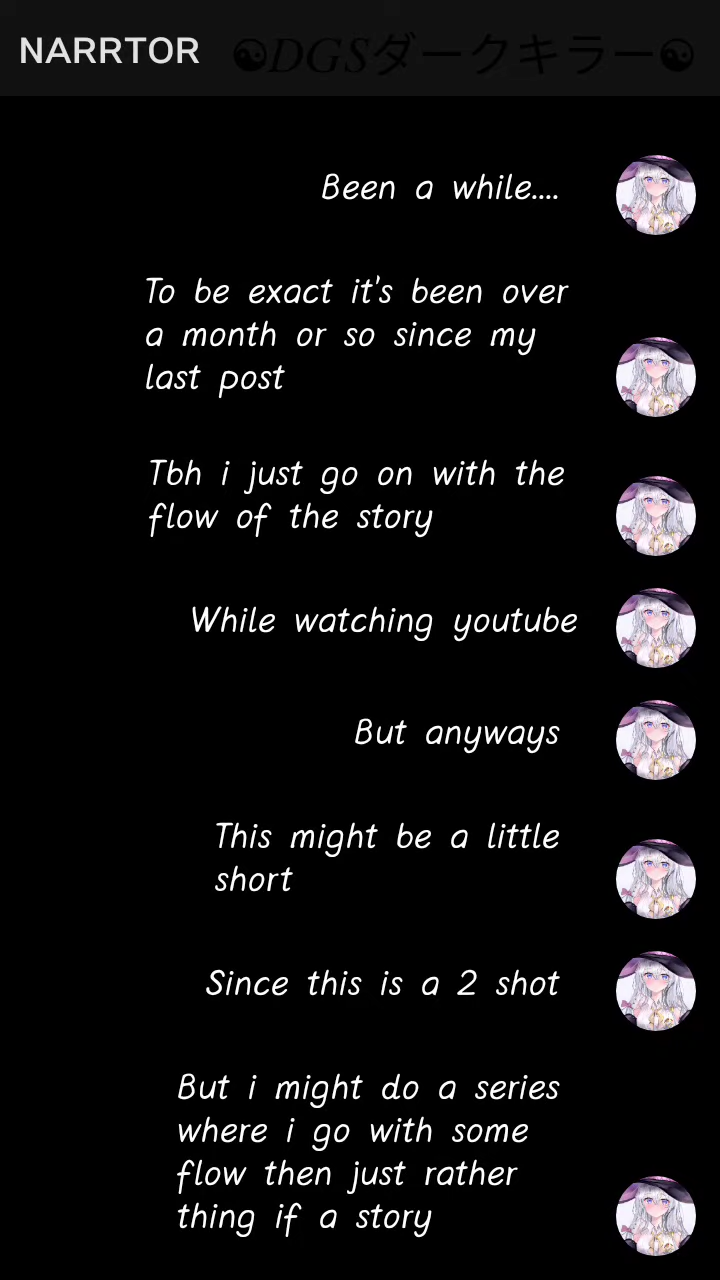 NARRTOR ☯DGSダークキラー☯
Been a while....
To be exact it's been over
a month or so since my
last post
Tbh i just go on with the
flow of the story
While watching youtube
But anyways
This might be a little
short
Since this is a 2 shot
But i might do a series
where i go with some
flow then just rather
thing if a story